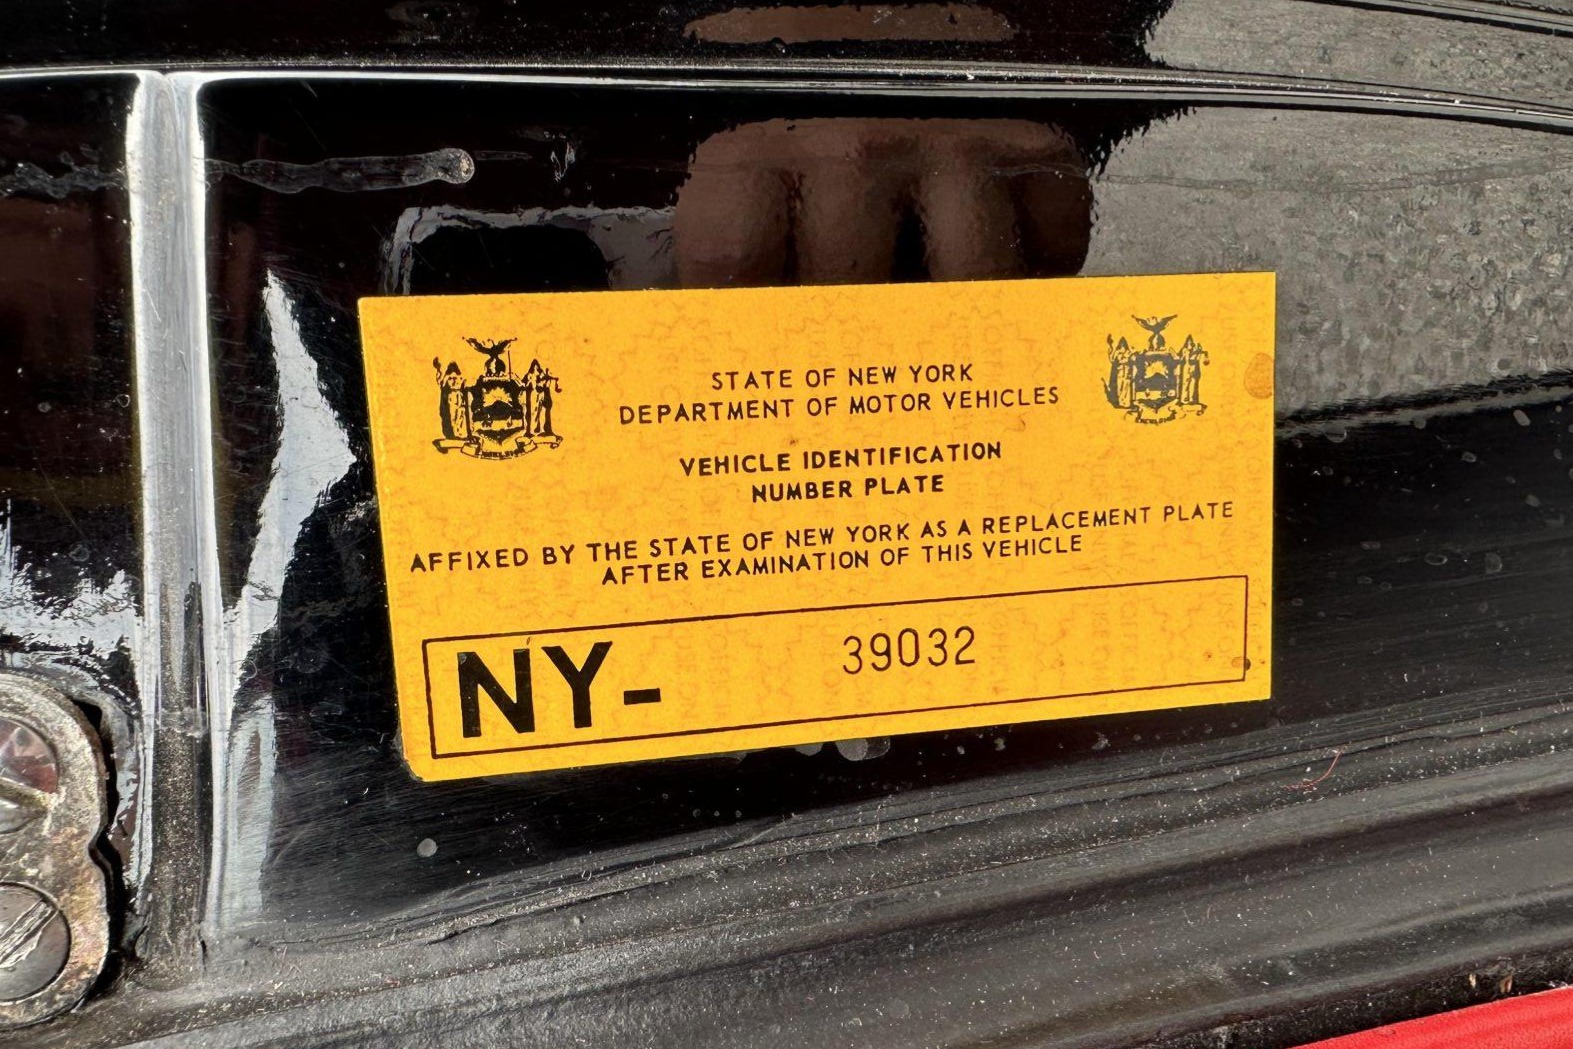 STATE OF NEW YORK
DEPARTMENT OF MOTOR VEHICLES
VEHICLE IDENTIFICATION
NUMBER PLATE
AFFIXED BY THE STATE OF NEW YORK AS A REPLACEMENT PLATE
AFTER EXAMINATION OF THIS VEHICLE
NY- 39032